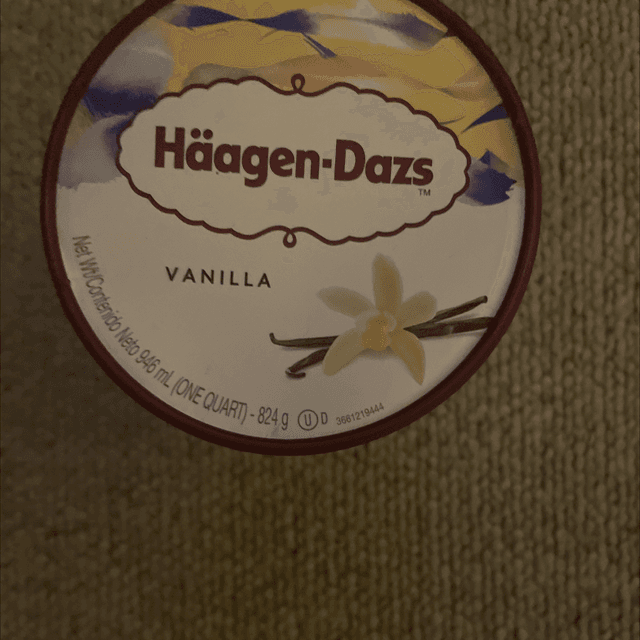 Häagen-Dazs
TM
VANILLA
Net Wt/Contenido Neto 946 mL (ONE QUART) - 824 g Ⓤ D 3661219444